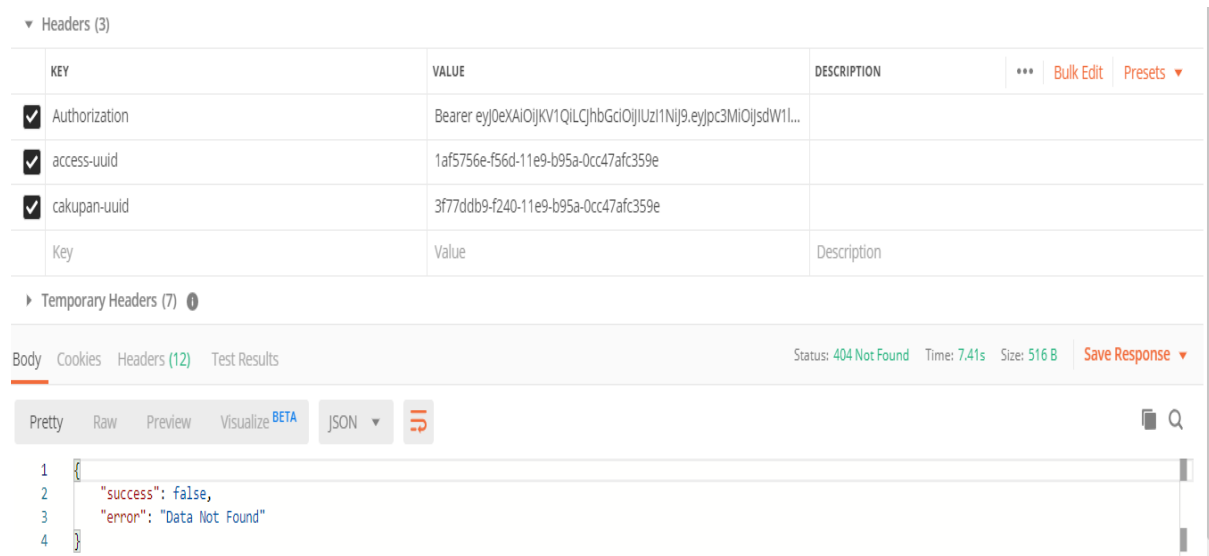 Headers (3)
KEY VALUE DESCRIPTION ••• Bulk Edit Presets
Authorization Bearer eyJ0eXAiOiJKV1QiLCJhbGciOiJIUzI1NiJ9.eyJpc3MiOiJsdW1l...
access-uuid 1af5756e-f56d-11e9-b95a-0cc47afc359e
cakupan-uuid 3f77ddb9-f240-11e9-b95a-0cc47afc359e
Key Value Description
Temporary Headers (7) i
Body Cookies Headers (12) Test Results Status: 404 Not Found Time: 7.41s Size: 516 B Save Response
Pretty Raw Preview Visualize BETA JSON
1 {
2 "success": false,
3 "error": "Data Not Found"
4 }